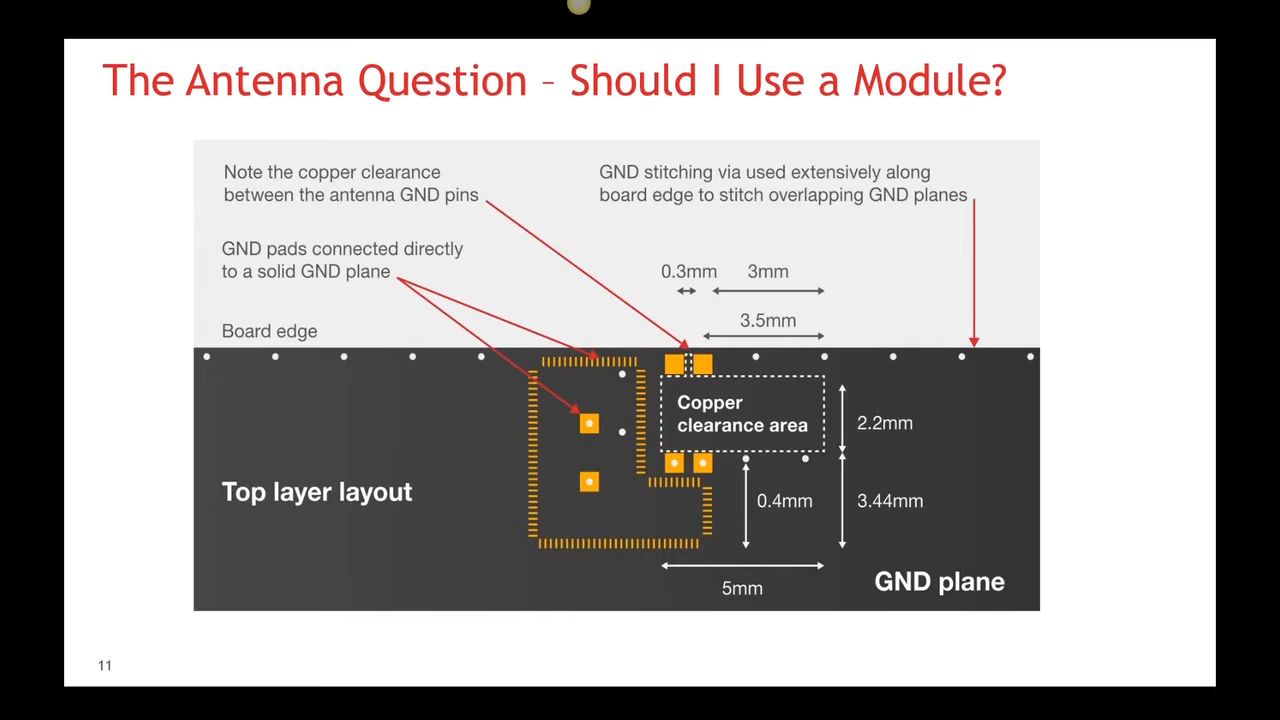 The Antenna Question – Should I Use a Module?
Note the copper clearance
between the antenna GND pins
GND stitching via used extensively along
board edge to stitch overlapping GND planes
GND pads connected directly
to a solid GND plane
0.3mm
3mm
3.5mm
Board edge
Copper
clearance area
2.2mm
Top layer layout
0.4mm
3.44mm
5mm
GND plane
11